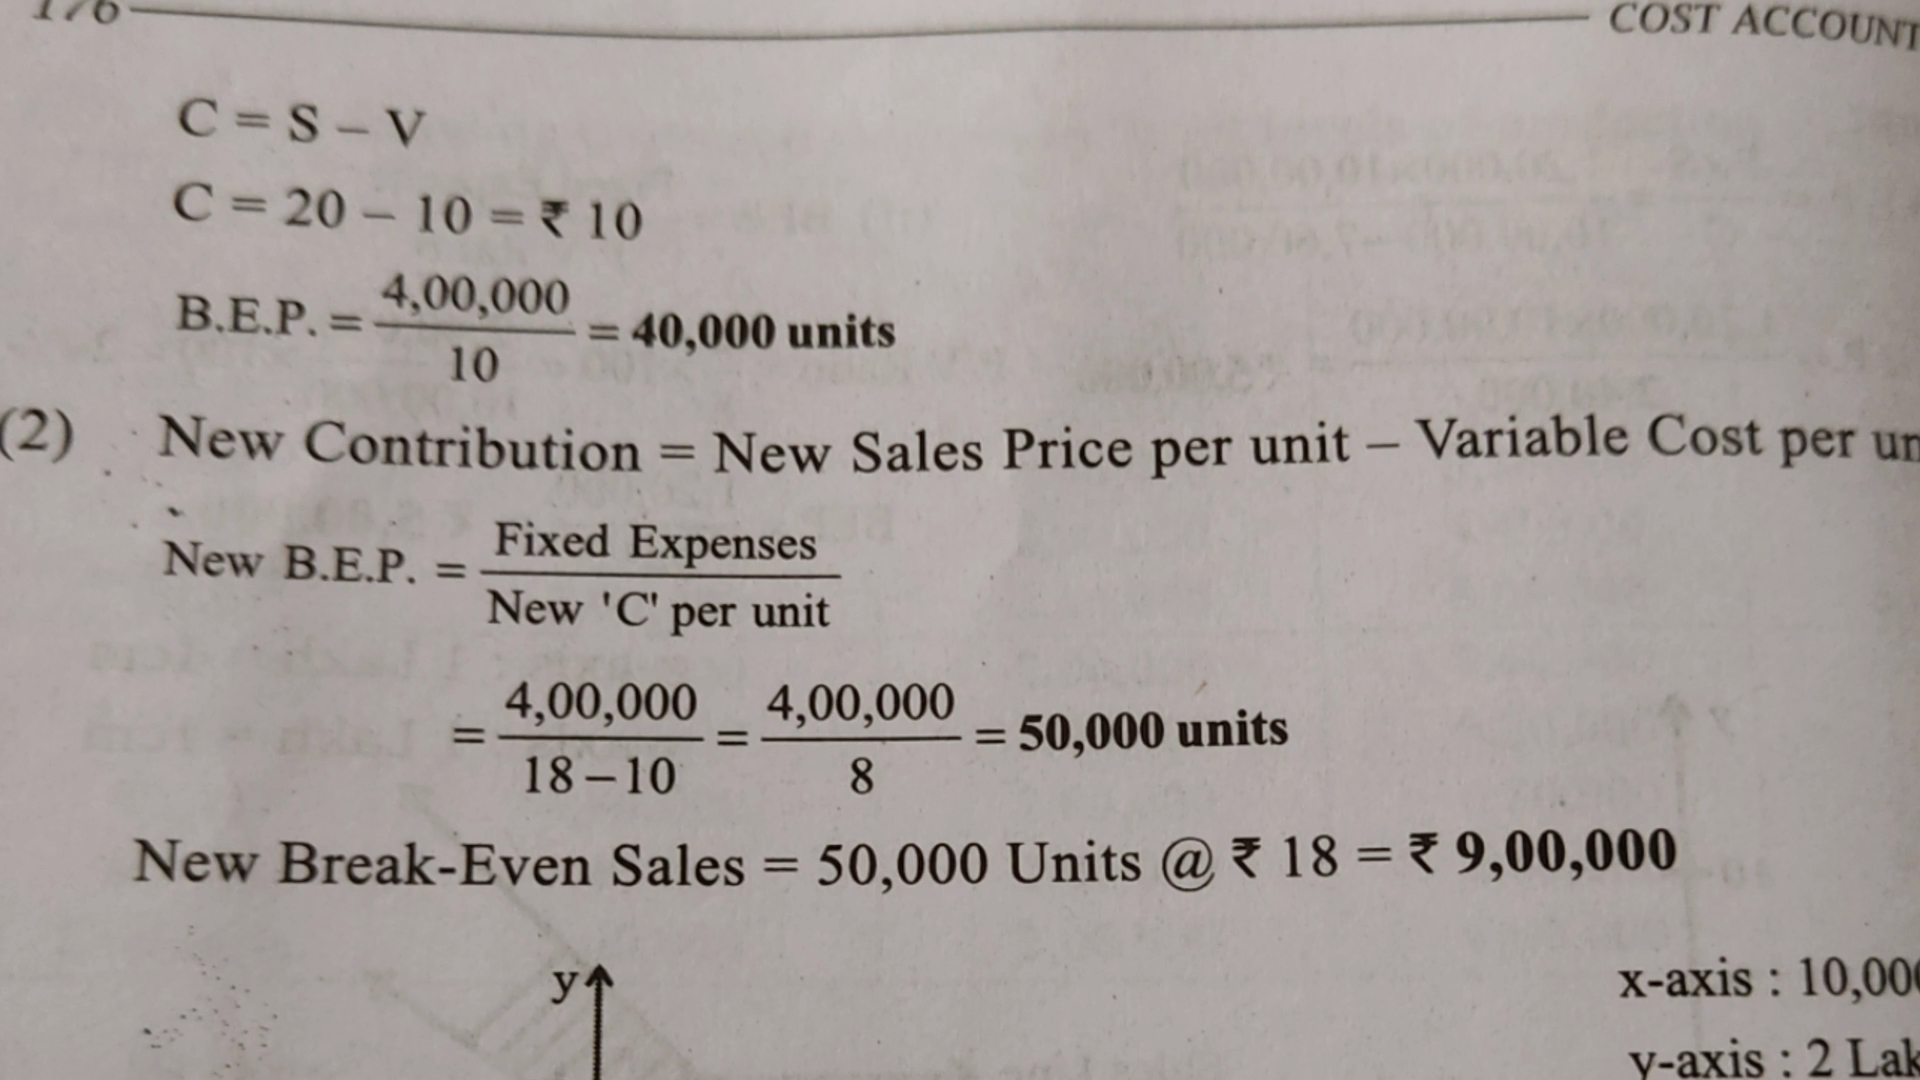 COST ACCOUNT
C = S – V
C = 20 – 10 = ₹ 10
B.E.P. = 4,00,000 / 10 = 40,000 units
(2) New Contribution = New Sales Price per unit – Variable Cost per
New B.E.P. = Fixed Expenses / New 'C' per unit
= 4,00,000 / 18 – 10 = 4,00,000 / 8 = 50,000 units
New Break-Even Sales = 50,000 Units @ ₹ 18 = ₹ 9,00,000
y
x-axis : 10,00
y-axis : 2 Lak